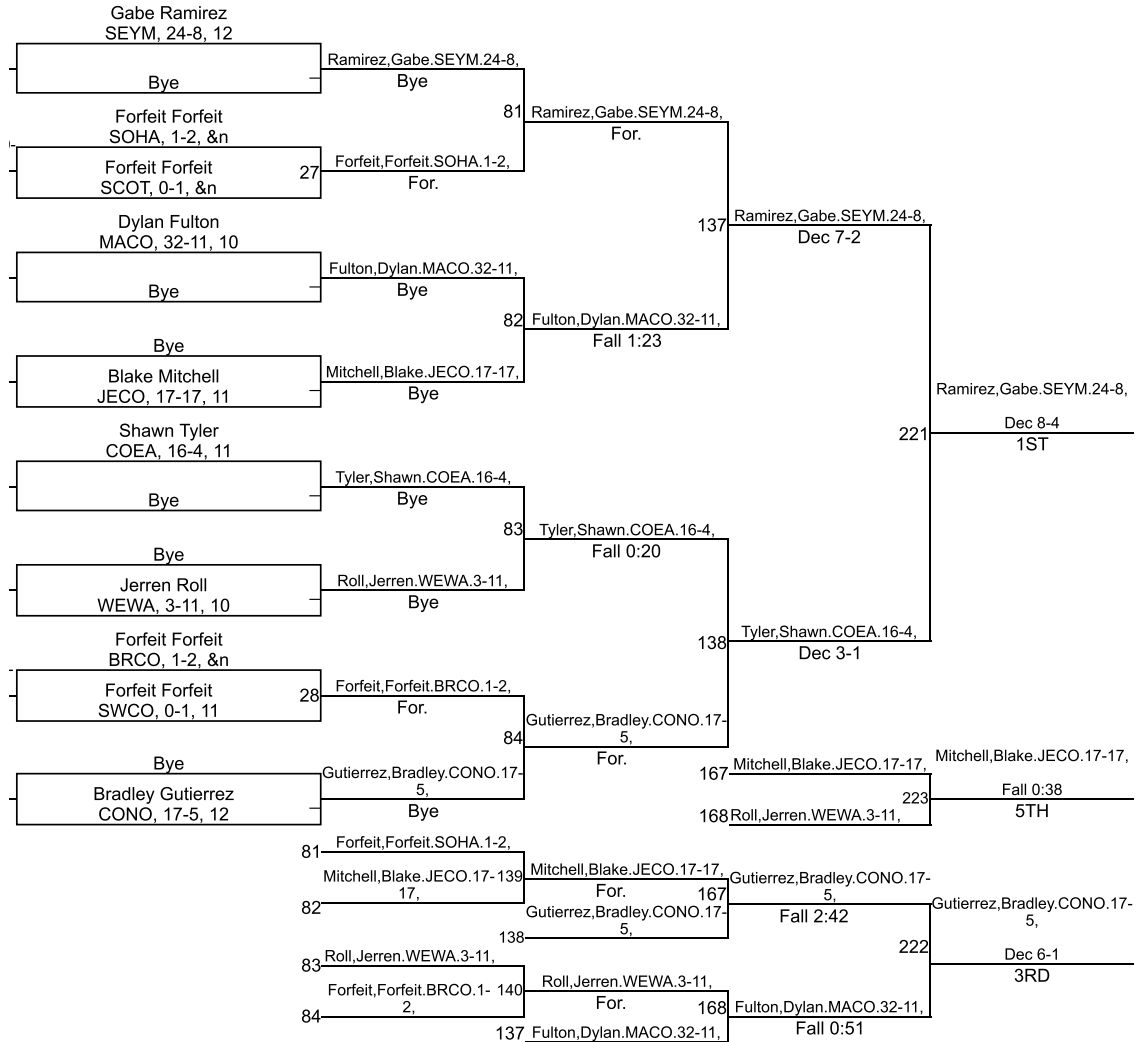 Gabe Ramirez
SEYM, 24-8, 12
Bye
Forfeit Forfeit
SOHA, 1-2, &n
Forfeit Forfeit
SCOT, 0-1, &n
27
Dylan Fulton
MACO, 32-11, 10
Bye
Bye
Blake Mitchell
JECO, 17-17, 11
Shawn Tyler
COEA, 16-4, 11
Bye
Bye
Jerren Roll
WEWA, 3-11, 10
Forfeit Forfeit
BRCO, 1-2, &n
Forfeit Forfeit
SWCO, 0-1, 11
28
Bye
Bradley Gutierrez
CONO, 17-5, 12
Ramirez,Gabe.SEYM.24-8,
Bye
81
Forfeit,Forfeit.SOHA.1-2,
For.
Fulton,Dylan.MACO.32-11,
Bye
82
Mitchell,Blake.JECO.17-17,
Bye
Tyler,Shawn.COEA.16-4,
Bye
83
Roll,Jerren.WEWA.3-11,
Bye
Forfeit,Forfeit.BRCO.1-2,
For.
84
Gutierrez,Bradley.CONO.17-
5,
Bye
Ramirez,Gabe.SEYM.24-8,
For.
137
Fulton,Dylan.MACO.32-11,
Fall 1:23
Tyler,Shawn.COEA.16-4,
Fall 0:20
138
Gutierrez,Bradley.CONO.17-
5,
For.
Ramirez,Gabe.SEYM.24-8,
Dec 7-2
221
Tyler,Shawn.COEA.16-4,
Dec 3-1
Ramirez,Gabe.SEYM.24-8,
Dec 8-4
1ST
167
Mitchell,Blake.JECO.17-17,
223
168
Roll,Jerren.WEWA.3-11,
Mitchell,Blake.JECO.17-17,
Fall 0:38
5TH
81
Forfeit,Forfeit.SOHA.1-2,
Mitchell,Blake.JECO.17-
17,
139
82
Mitchell,Blake.JECO.17-17,
For.
167
Gutierrez,Bradley.CONO.17-
5,
138
Gutierrez,Bradley.CONO.17-
5,
Fall 2:42
83
Roll,Jerren.WEWA.3-11,
Forfeit,Forfeit.BRCO.1-
2,
140
84
Roll,Jerren.WEWA.3-11,
For.
168
137
Fulton,Dylan.MACO.32-11,
Fulton,Dylan.MACO.32-11,
Fall 0:51
222
Gutierrez,Bradley.CONO.17-
5,
Dec 6-1
3RD